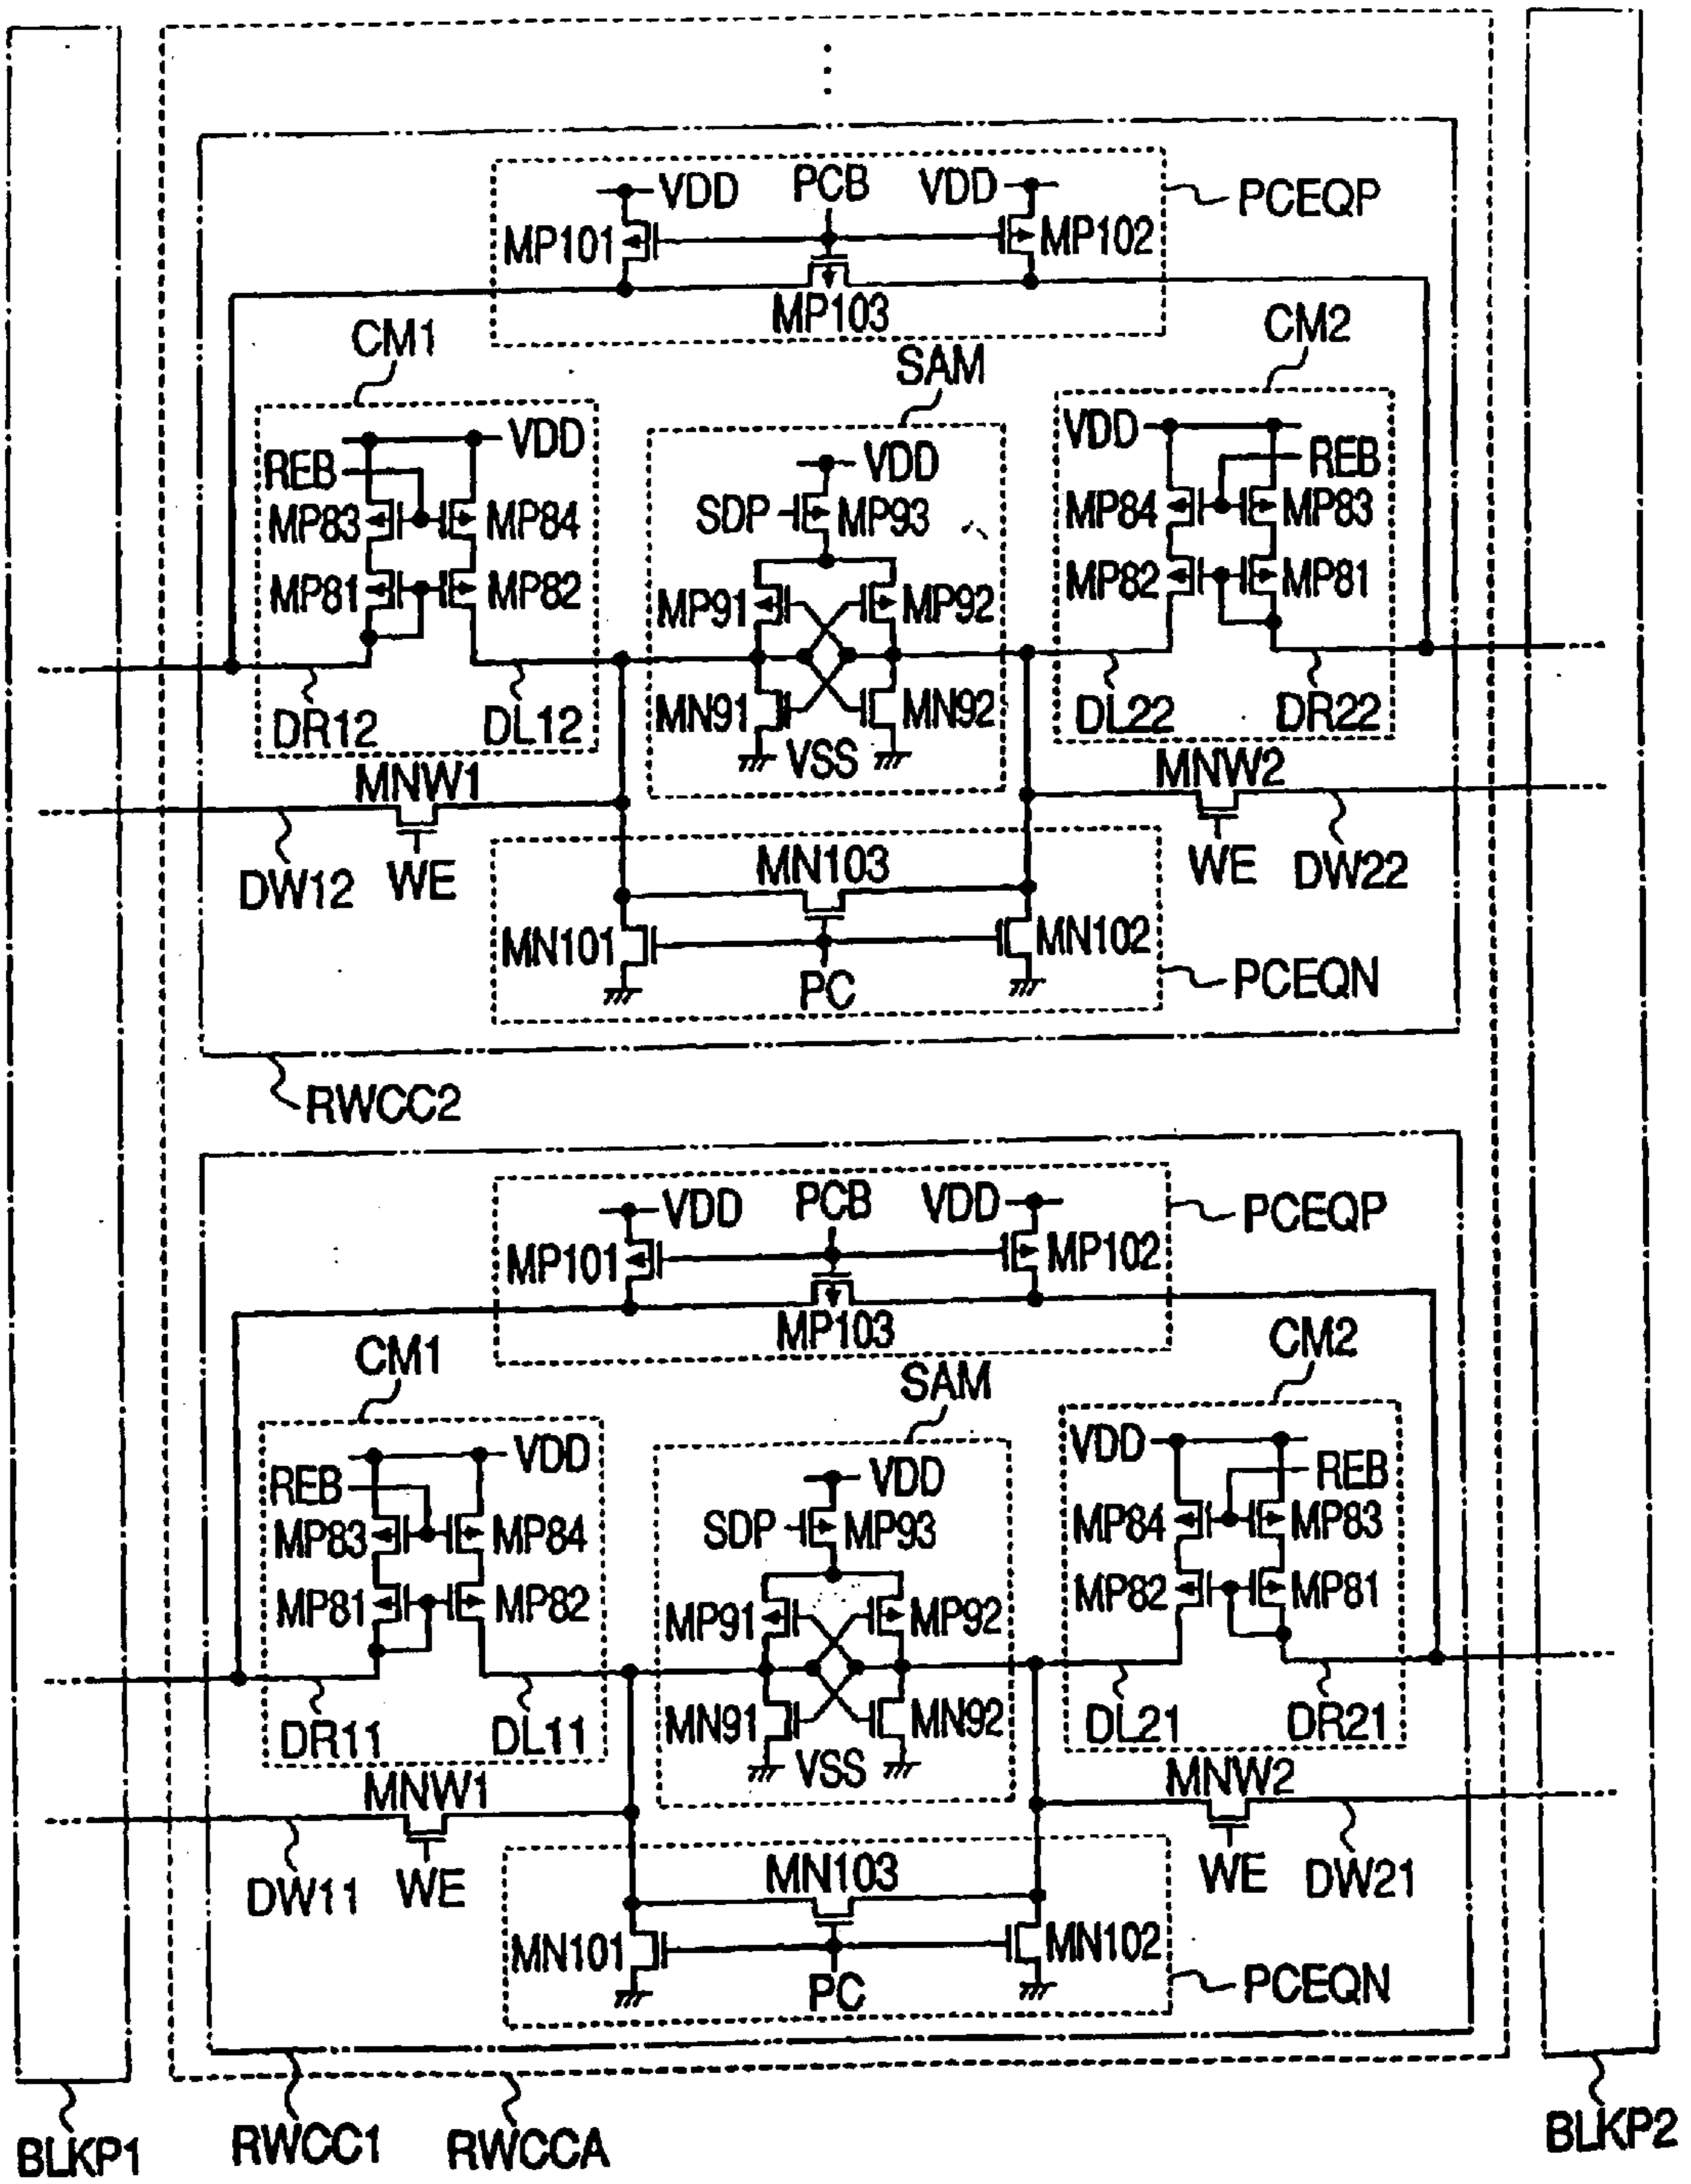 VDD PCB VDD
PCEQP
MP101 MP102
MP103
CM1 CM2
SAM
VDD VDD
REB REB
VDD
MP83 MP84 SDP MP93 MP84 MP83
MP81 MP82 MP91 MP92 MP82 MP81
DR12 DL12 MN91 MN92 DL22 DR22
VSS
MNW1 MNW2
DW12 WE MN103 WE DW22
MN101 MN102
PC PCEQN
RWCC2
VDD PCB VDD
PCEQP
MP101 MP102
MP103
CM1 CM2
SAM
VDD VDD
REB REB
VDD
MP83 MP84 SDP MP93 MP84 MP83
MP81 MP82 MP91 MP92 MP82 MP81
DR11 DL11 MN91 MN92 DL21 DR21
VSS
MNW1 MNW2
DW11 WE MN103 WE DW21
MN101 MN102
PC PCEQN
BLKP1 RWCC1 RWCCA BLKP2